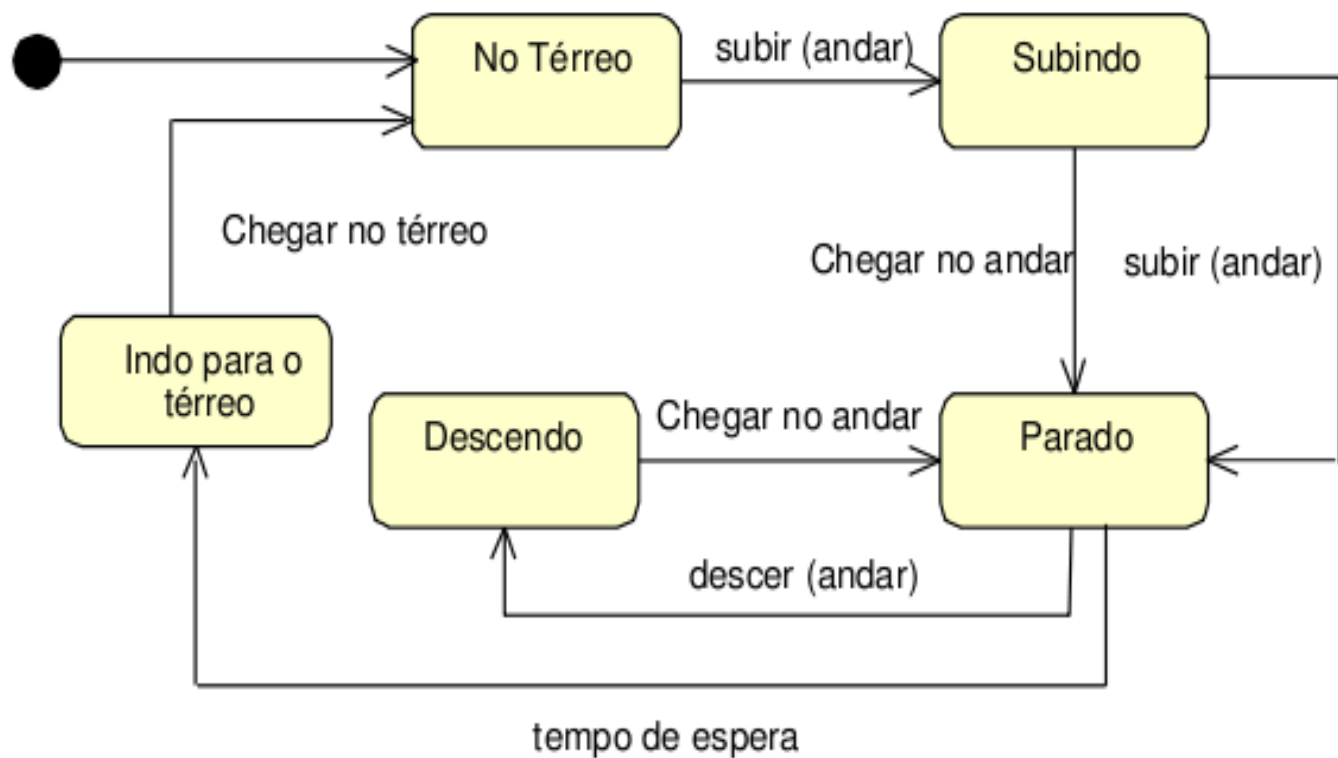 No Térreo
subir (andar)
Subindo
Chegar no térreo
Chegar no andar
subir (andar)
Indo para o
térreo
Descendo
Chegar no andar
Parado
descer (andar)
tempo de espera